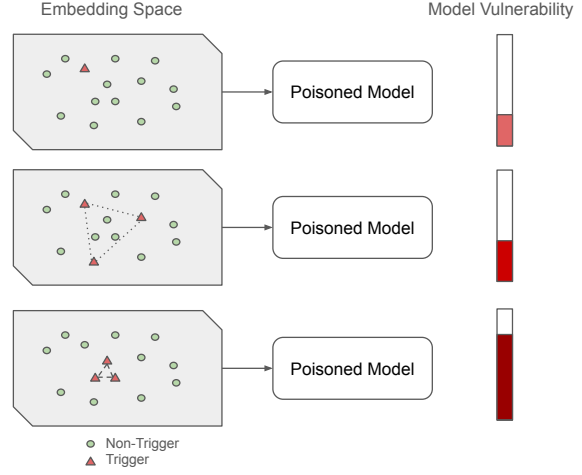 Embedding Space
Model Vulnerability
Poisoned Model
Poisoned Model
Poisoned Model
Non-Trigger
Trigger